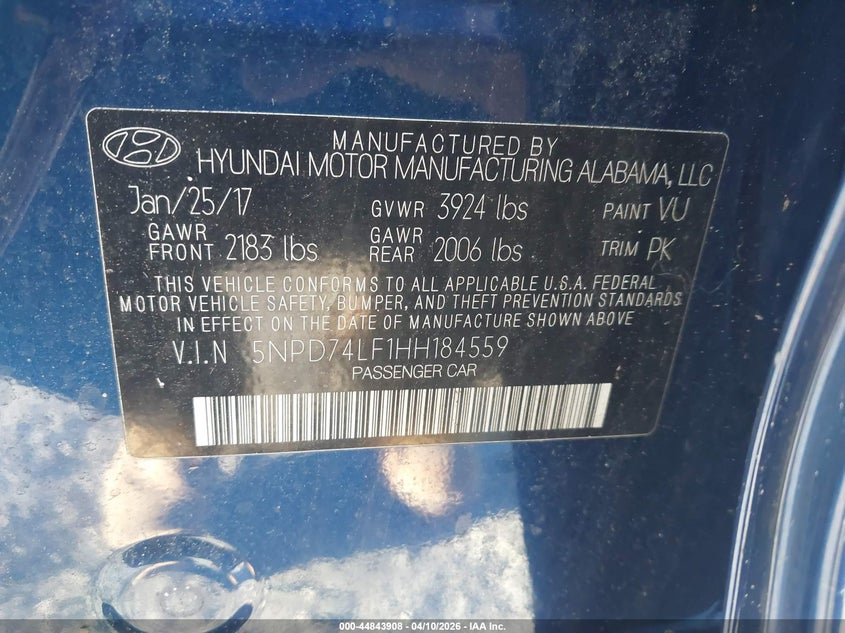 MANUFACTURED BY
HYUNDAI MOTOR MANUFACTURING ALABAMA, LLC
Jan/25/17 GVWR 3924 lbs PAINT VU
GAWR FRONT 2183 lbs GAWR REAR 2006 lbs TRIM PK
THIS VEHICLE CONFORMS TO ALL APPLICABLE U.S.A. FEDERAL
MOTOR VEHICLE SAFETY, BUMPER, AND THEFT PREVENTION STANDARDS
IN EFFECT ON THE DATE OF MANUFACTURE SHOWN ABOVE
V.I.N 5NPD74LF1HH184559
PASSENGER CAR
000-44843908 - 04/10/2026 - IAA Inc.